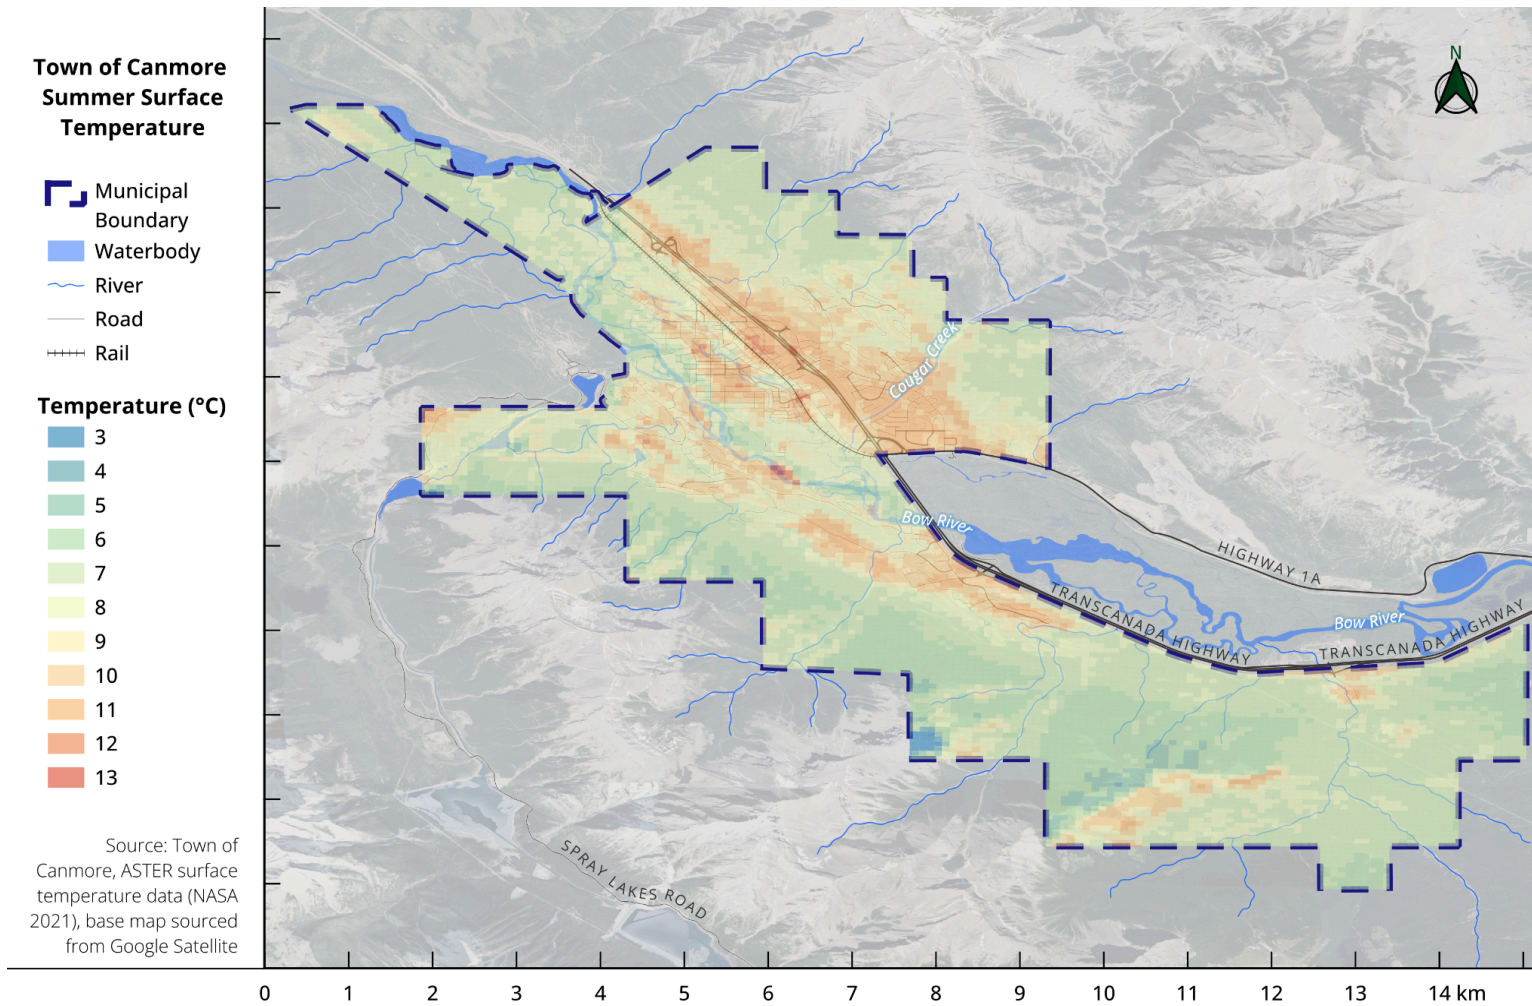 Town of Canmore
Summer Surface
Temperature
Municipal
Boundary
Waterbody
River
Road
Rail
Temperature (°C)
3
4
5
6
7
8
9
10
11
12
13
Source: Town of
Canmore, ASTER surface
temperature data (NASA
2021), base map sourced
from Google Satellite
N
Cougar Creek
Bow River
HIGHWAY 1A
TRANSCANADA HIGHWAY
Bow River
TRANSCANADA HIGHWAY
SPRAY LAKES ROAD
0 1 2 3 4 5 6 7 8 9 10 11 12 13 14 km